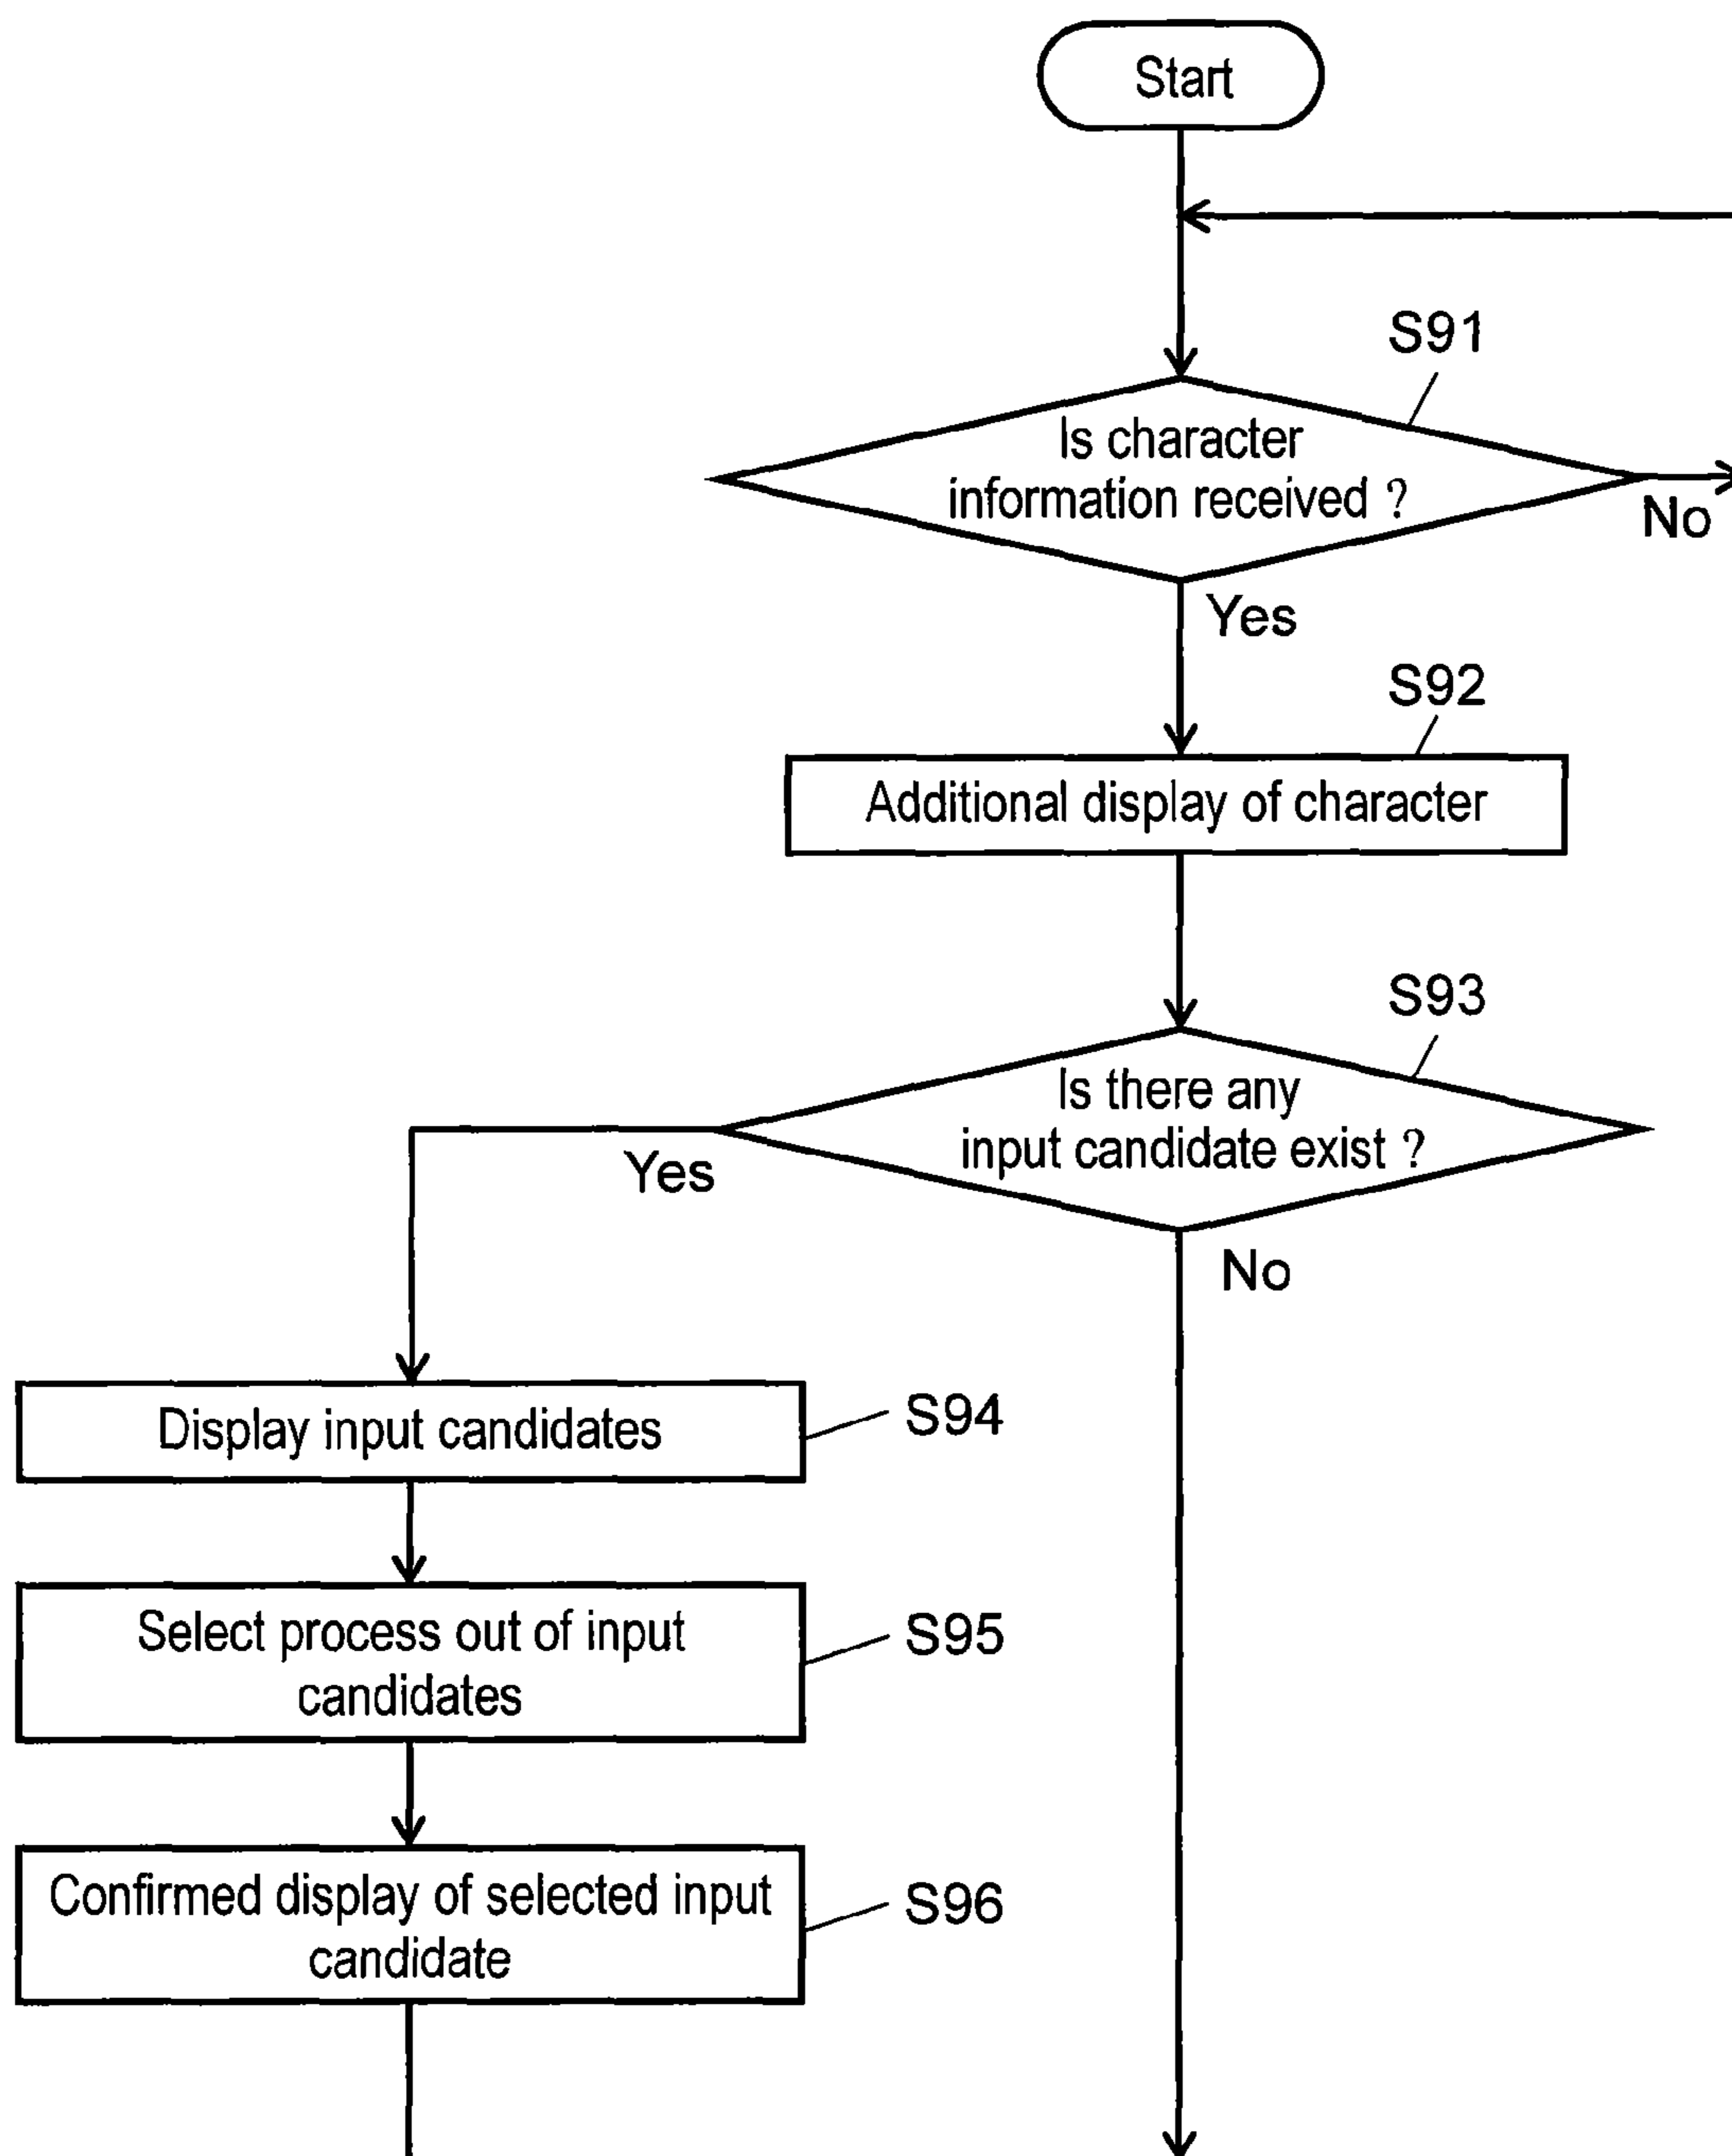 Start
S91
Is character
information received ?
No
Yes
S92
Additional display of character
S93
Is there any
input candidate exist ?
Yes
No
Display input candidates
S94
Select process out of input
candidates
S95
Confirmed display of selected input
candidate
S96